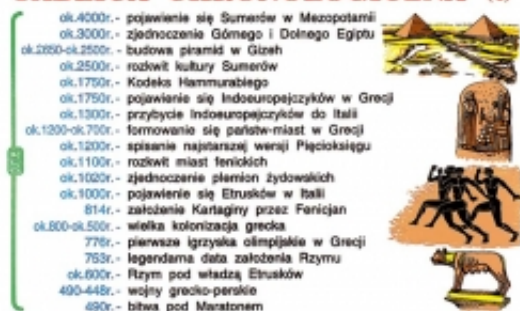 ok.4000r. - pojawienie się Sumerów w Mezopotamii
ok.3000r. - zjednoczenie Górnego i Dolnego Egiptu
ok.2850-ok.2500r. - budowa piramid w Gizeh
ok.2500r. - rozkwit kultury Sumerów
ok.1750r. - Kodeks Hammurabiego
ok.1750r. - pojawienie się Indoeuropejczyków w Grecji
ok.1300r. - przybycie Indoeuropejczyków do Italii
ok.1200-ok.700r. - formowanie się państw-miast w Grecji
ok.1200r. - spisanie najstarszej wersji Pięcioksięgu
ok.1100r. - rozkwit miast fenickich
ok.1020r. - zjednoczenie plemion żydowskich
ok.1000r. - pojawienie się Etrusków w Italii
814r. - założenie Kartaginy przez Fenicjan
ok.800-ok.500r. - wielka kolonizacja grecka
776r. - pierwsze igrzyska olimpijskie w Grecji
753r. - legendarna data założenia Rzymu
ok.600r. - Rzym pod władzą Etrusków
490-448r. - wojny grecko-perskie
490r. - bitwa pod Maratonem